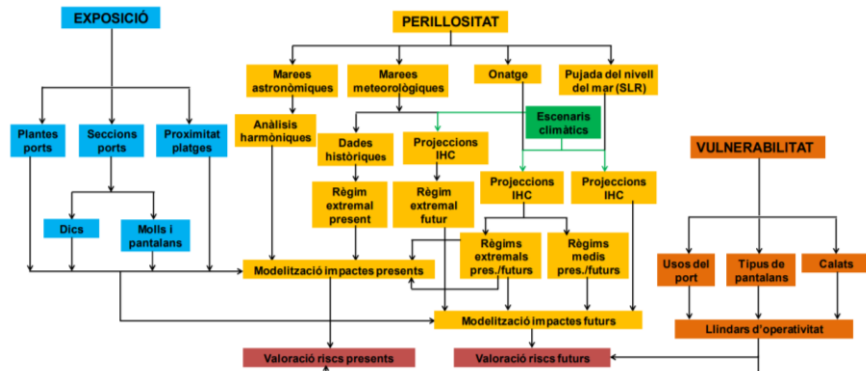 EXPOSICIÓ
PERILLOSITAT
Marees
astronòmiques
Marees
meteorològiques
Onatge
Pujada del nivell
del mar (SLR)
Escenaris
climàtics
Plantes
ports
Seccions
ports
Proximitat
platges
Anàlisis
harmòniques
Dades
històriques
Projeccions
IHC
VULNERABILITAT
Règim
extremal
present
Règim
extremal
futur
Projeccions
IHC
Projeccions
IHC
Dics
Molls i
pantalans
Modelització impactes presents
Règims
extremals
pres./futurs
Règims
medis
pres./futurs
Usos del
port
Tipus de
pantalans
Calats
Modelització impactes futurs
Llindars d'operativitat
Valoració riscs presents
Valoració riscs futurs